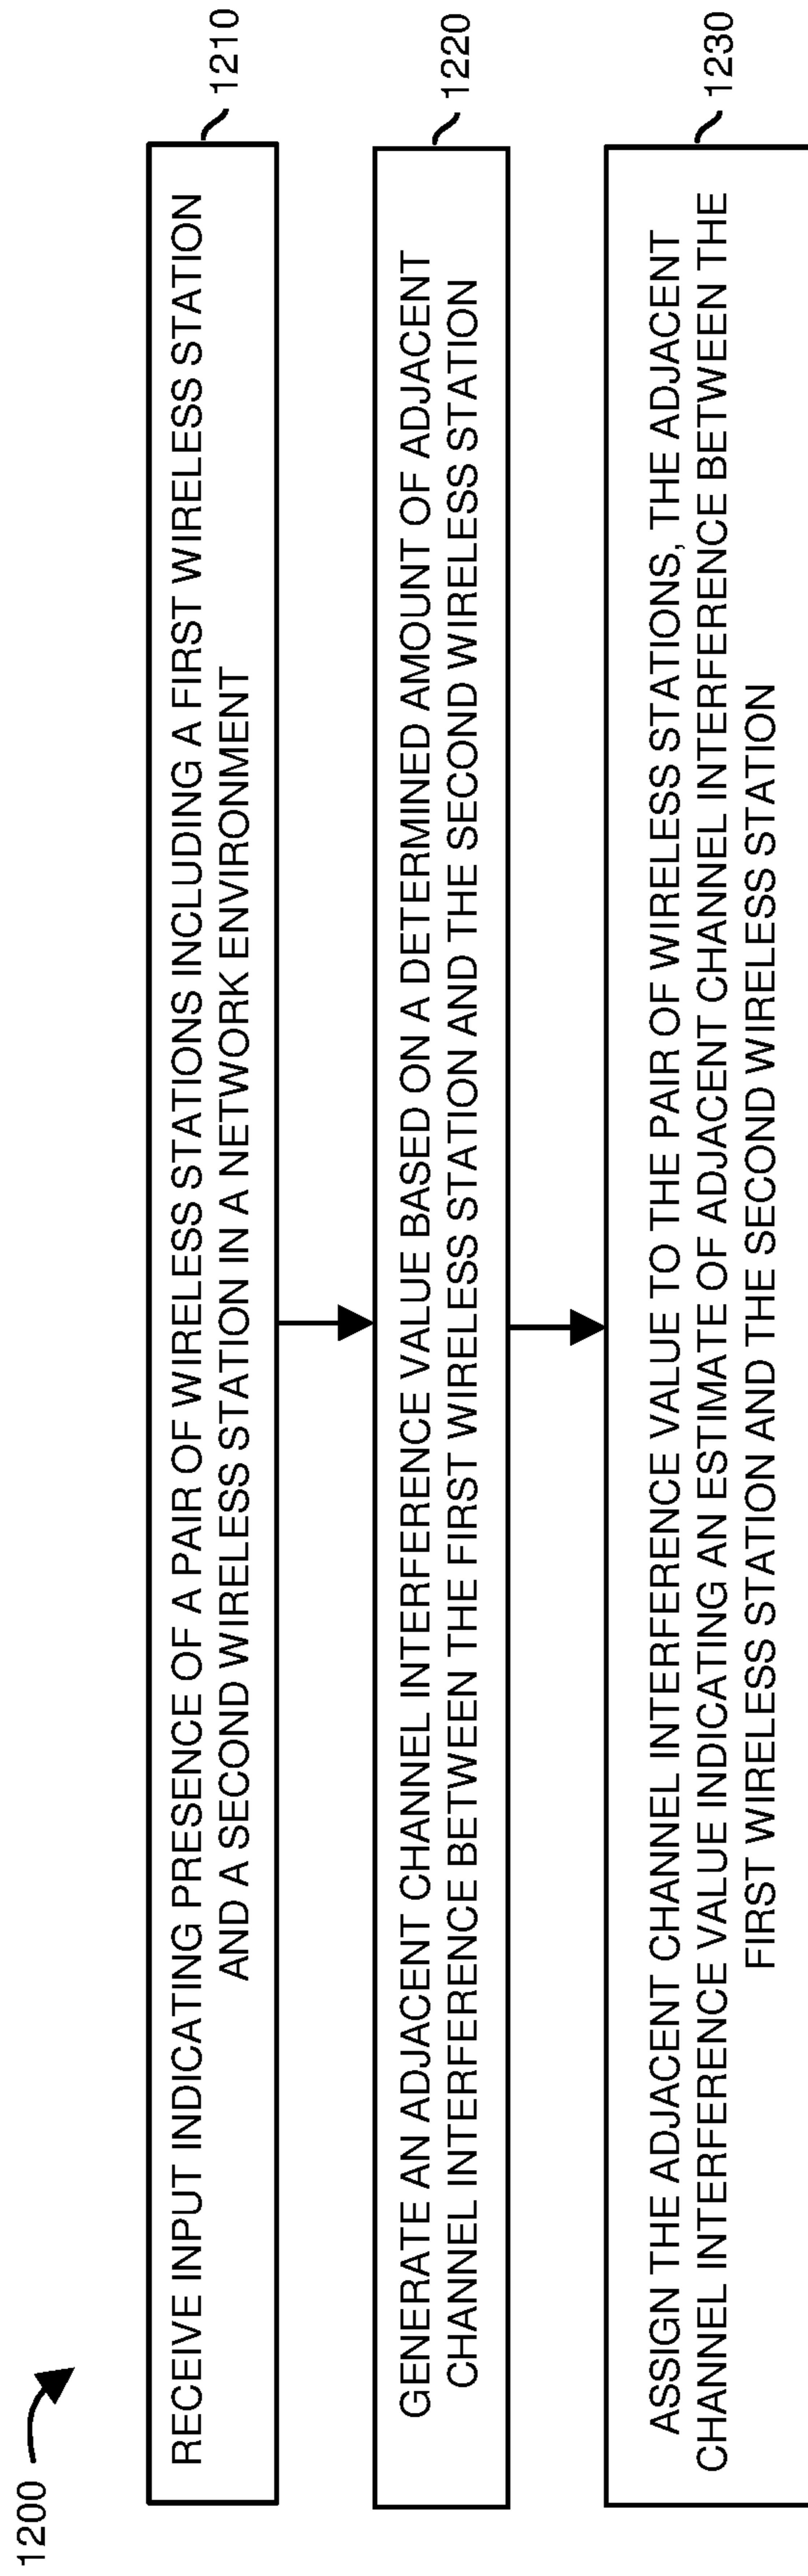 1200
RECEIVE INPUT INDICATING PRESENCE OF A PAIR OF WIRELESS STATIONS INCLUDING A FIRST WIRELESS STATION
AND A SECOND WIRELESS STATION IN A NETWORK ENVIRONMENT
1210
GENERATE AN ADJACENT CHANNEL INTERFERENCE VALUE BASED ON A DETERMINED AMOUNT OF ADJACENT
CHANNEL INTERFERENCE BETWEEN THE FIRST WIRELESS STATION AND THE SECOND WIRELESS STATION
1220
ASSIGN THE ADJACENT CHANNEL INTERFERENCE VALUE TO THE PAIR OF WIRELESS STATIONS, THE ADJACENT
CHANNEL INTERFERENCE VALUE INDICATING AN ESTIMATE OF ADJACENT CHANNEL INTERFERENCE BETWEEN THE
FIRST WIRELESS STATION AND THE SECOND WIRELESS STATION
1230